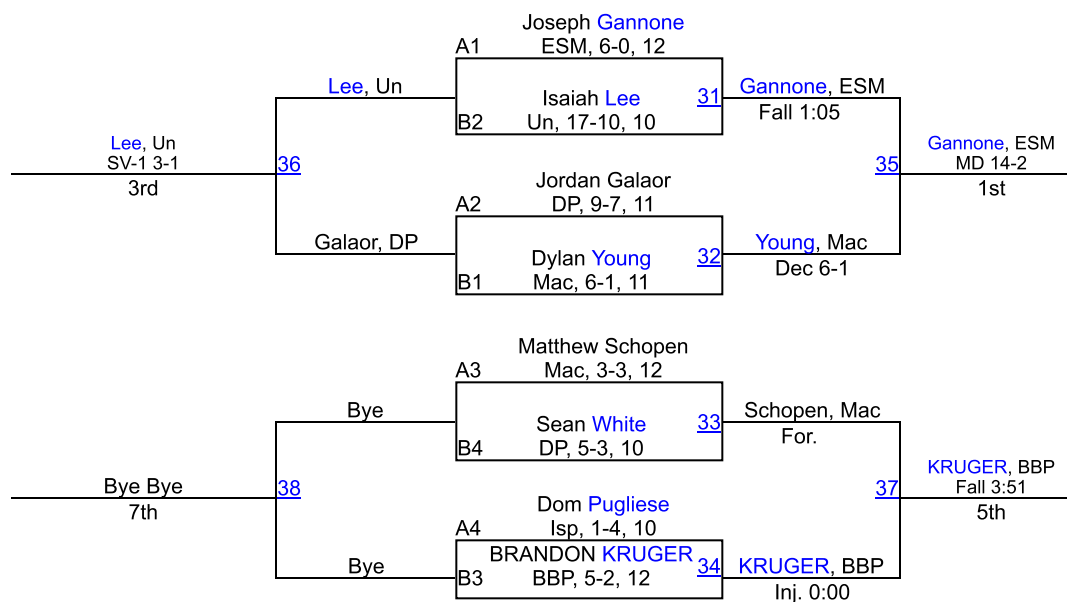 Joseph Gannone
A1
ESM, 6-0, 12
Lee, Un
Isaiah Lee
31
Gannone, ESM
Fall 1:05
B2
Un, 17-10, 10
Lee, Un
SV-1 3-1
3rd
36
35
Gannone, ESM
MD 14-2
1st
Jordan Galaor
A2
DP, 9-7, 11
Galaor, DP
Dylan Young
32
Young, Mac
Dec 6-1
B1
Mac, 6-1, 11
Matthew Schopen
A3
Mac, 3-3, 12
Bye
Sean White
33
Schopen, Mac
For.
B4
DP, 5-3, 10
Bye Bye
7th
38
37
KRUGER, BBP
Fall 3:51
5th
Dom Pugliese
A4
Isp, 1-4, 10
Bye
BRANDON KRUGER
34
KRUGER, BBP
Inj. 0:00
B3
BBP, 5-2, 12